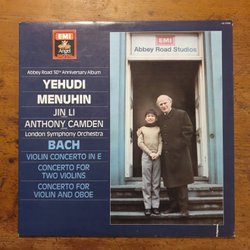 EMI
Angel
Abbey Road 50th Anniversary Album
YEHUDI
MENUHIN
JIN LI
ANTHONY CAMDEN
London Symphony Orchestra
BACH
VIOLIN CONCERTO IN E
CONCERTO FOR
TWO VIOLINS
CONCERTO FOR
VIOLIN AND OBOE
EMI
Abbey Road Studios